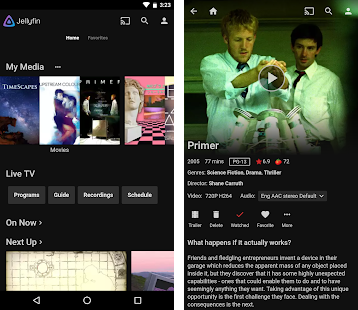 3:23
Jellyfin
Home Favorites
My Media
TIMESCAPES
UPSTREAM COLOR
PRIMER
Movies
Live TV
Programs Guide Recordings Schedule
On Now >
Next Up >
Primer
2005 77 mins PG-13 6.9 72
Genres: Science Fiction, Drama, Thriller
Director: Shane Carruth
Video: 720P H264 Audio: Eng AAC stereo Default
Trailer Delete Watched Favorite More
What happens if it actually works?
Friends and fledgling entrepreneurs invent a device in their
garage which reduces the apparent mass of any object placed
inside it, but they discover that it has some highly unexpected
capabilities - ones that could enable them to do and to have
seemingly anything they want. Taking advantage of this unique
opportunity is the first challenge they face. Dealing with the
consequences is the next.